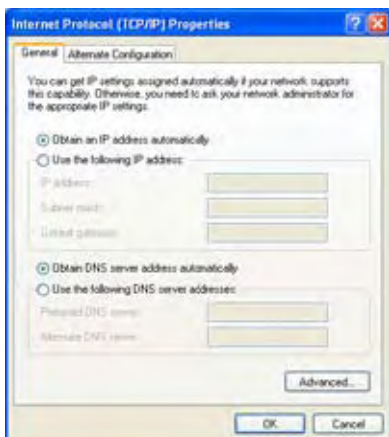 Internet Protocol (TCP/IP) Properties
General
Alternate Configuration
You can get IP settings assigned automatically if your network supports
this capability. Otherwise, you need to ask your network administrator for
the appropriate IP settings.
Obtain an IP address automatically
Use the following IP address:
IP address:
Subnet mask:
Default gateway:
Obtain DNS server address automatically
Use the following DNS server addresses:
Preferred DNS server:
Alternate DNS server:
Advanced...
OK
Cancel